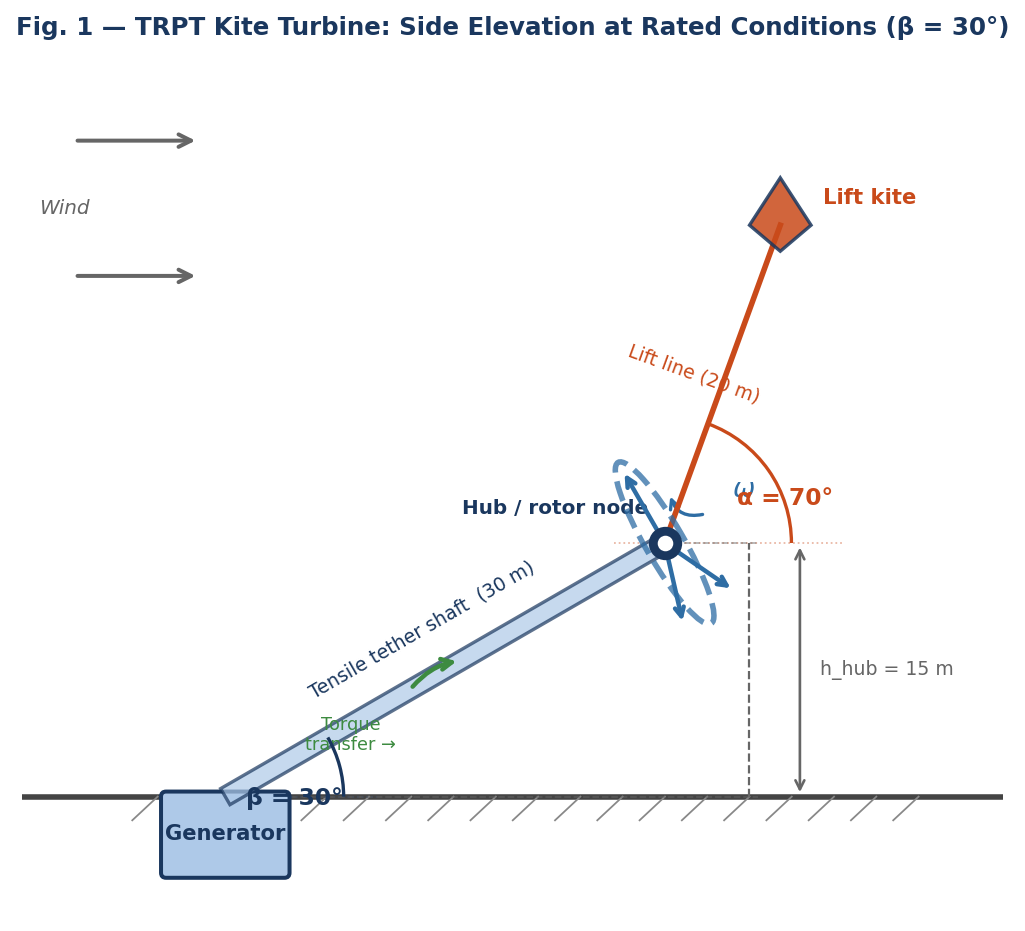 Fig. 1 — TRPT Kite Turbine: Side Elevation at Rated Conditions (β = 30°)
Wind
Lift kite
Lift line (20 m)
ω
α = 70°
Hub / rotor node
Tensile tether shaft  (30 m)
h_hub = 15 m
Torque
transfer →
β = 30°
Generator